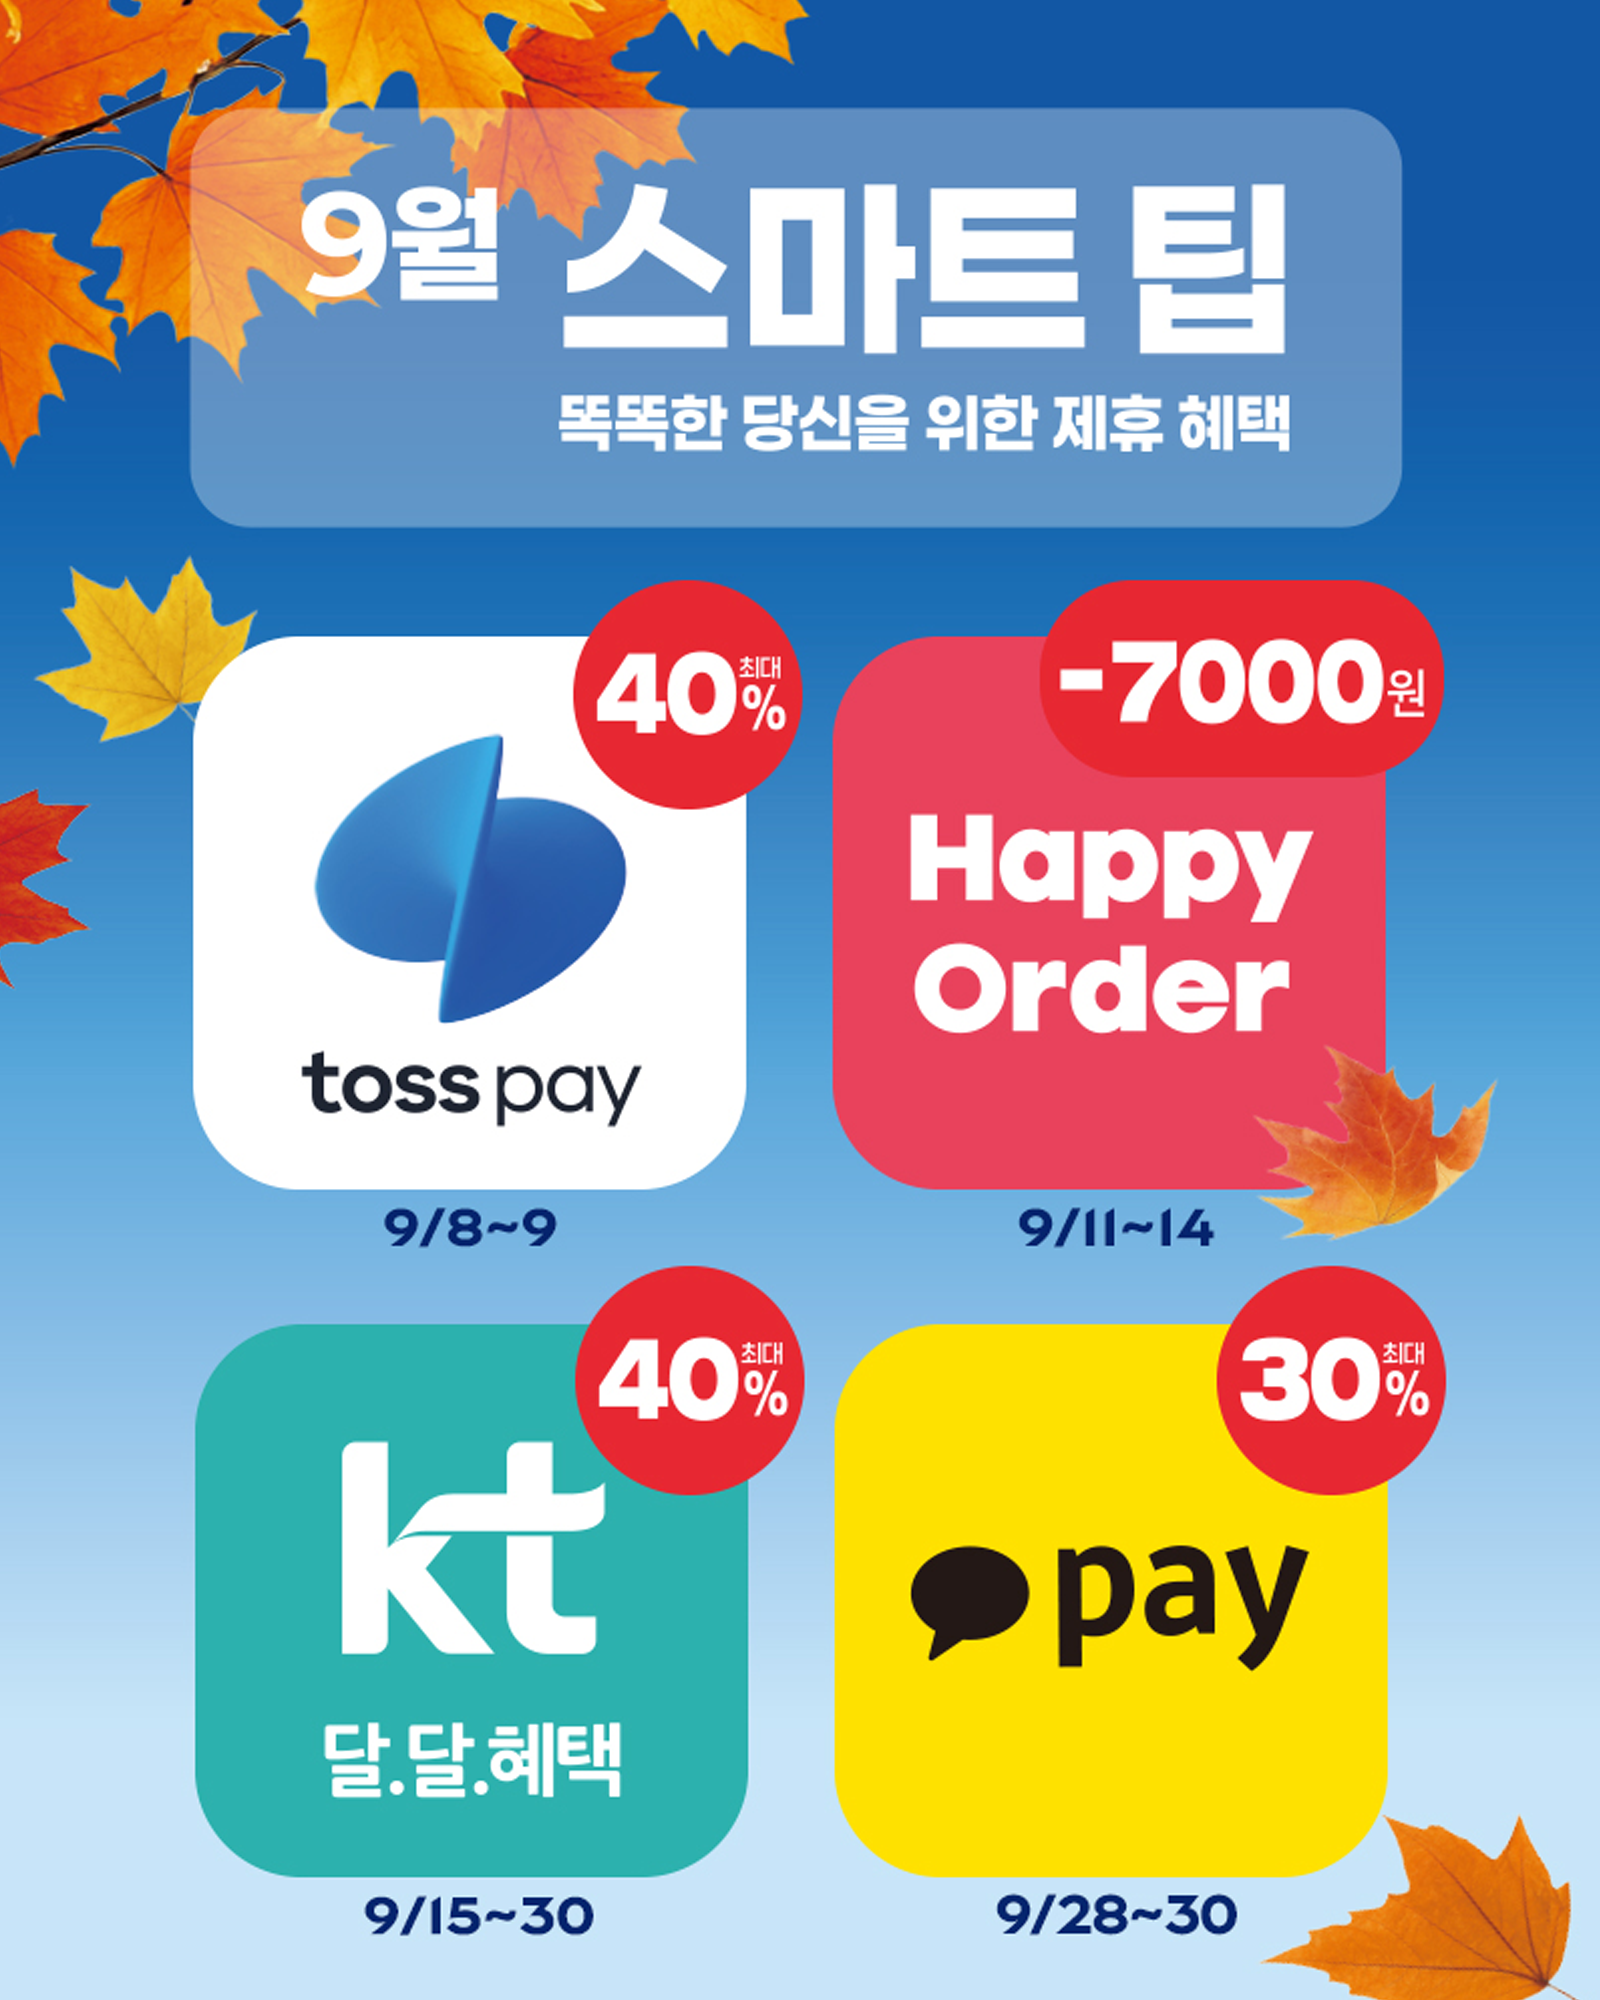 9월 스마트 팁
똑똑한 당신을 위한 제휴 혜택
최대
40%
toss pay
9/8~9
-7000원
Happy
Order
9/11~14
최대
40%
kt
달.달.혜택
9/15~30
최대
30%
pay
9/28~30